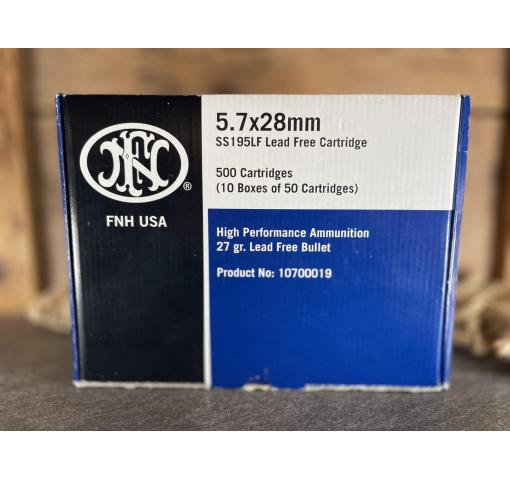 FN
®
FNH USA
5.7x28mm
SS195LF Lead Free Cartridge
500 Cartridges
(10 Boxes of 50 Cartridges)
High Performance Ammunition
27 gr. Lead Free Bullet
Product No: 10700019